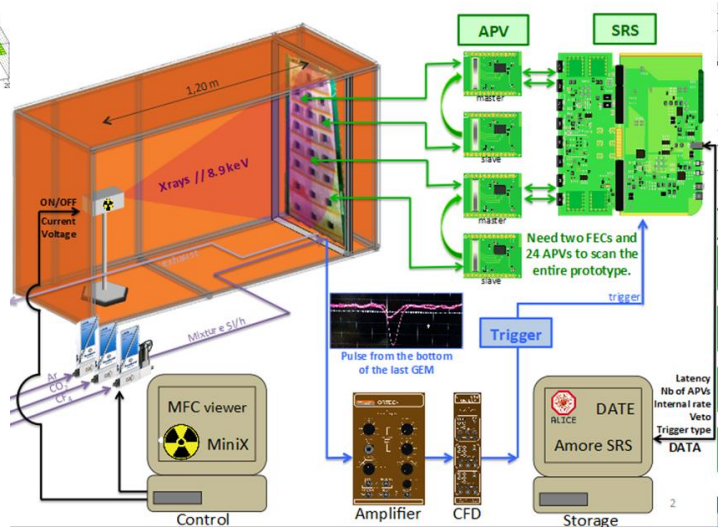 APV
SRS
1,20 m
Xrays // 8.9keV
ON/OFF
Current
Voltage
master
slave
master
slave
Need two FECs and
24 APVs to scan the
entire prototype.
exhaust
Mixture 5l/h
Ar
CO2
CF4
trigger
Trigger
Pulse from the bottom
of the last GEM
MFC viewer
MiniX
Control
ORTEC
Amplifier
CFD
ALICE
DATE
Amore SRS
Storage
Latency
Nb of APVs
Internal rate
Veto
Trigger type
DATA
2